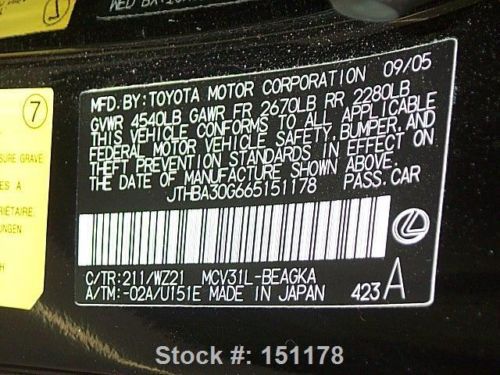 7
SURE GRAVE
MFD. BY: TOYOTA MOTOR CORPORATION 09/05
GVWR 4540LB GAWR FR 2670LB RR 2280LB
THIS VEHICLE CONFORMS TO ALL APPLICABLE
FEDERAL MOTOR VEHICLE SAFETY, BUMPER, AND
THEFT PREVENTION STANDARDS IN EFFECT ON
THE DATE OF MANUFACTURE SHOWN ABOVE.
JTHBA30G665151178 PASS. CAR
C/TR: 211/WZ21 MCV31L-BEAGKA
A/TM: -02A/U151E MADE IN JAPAN 423 A
Stock #: 151178